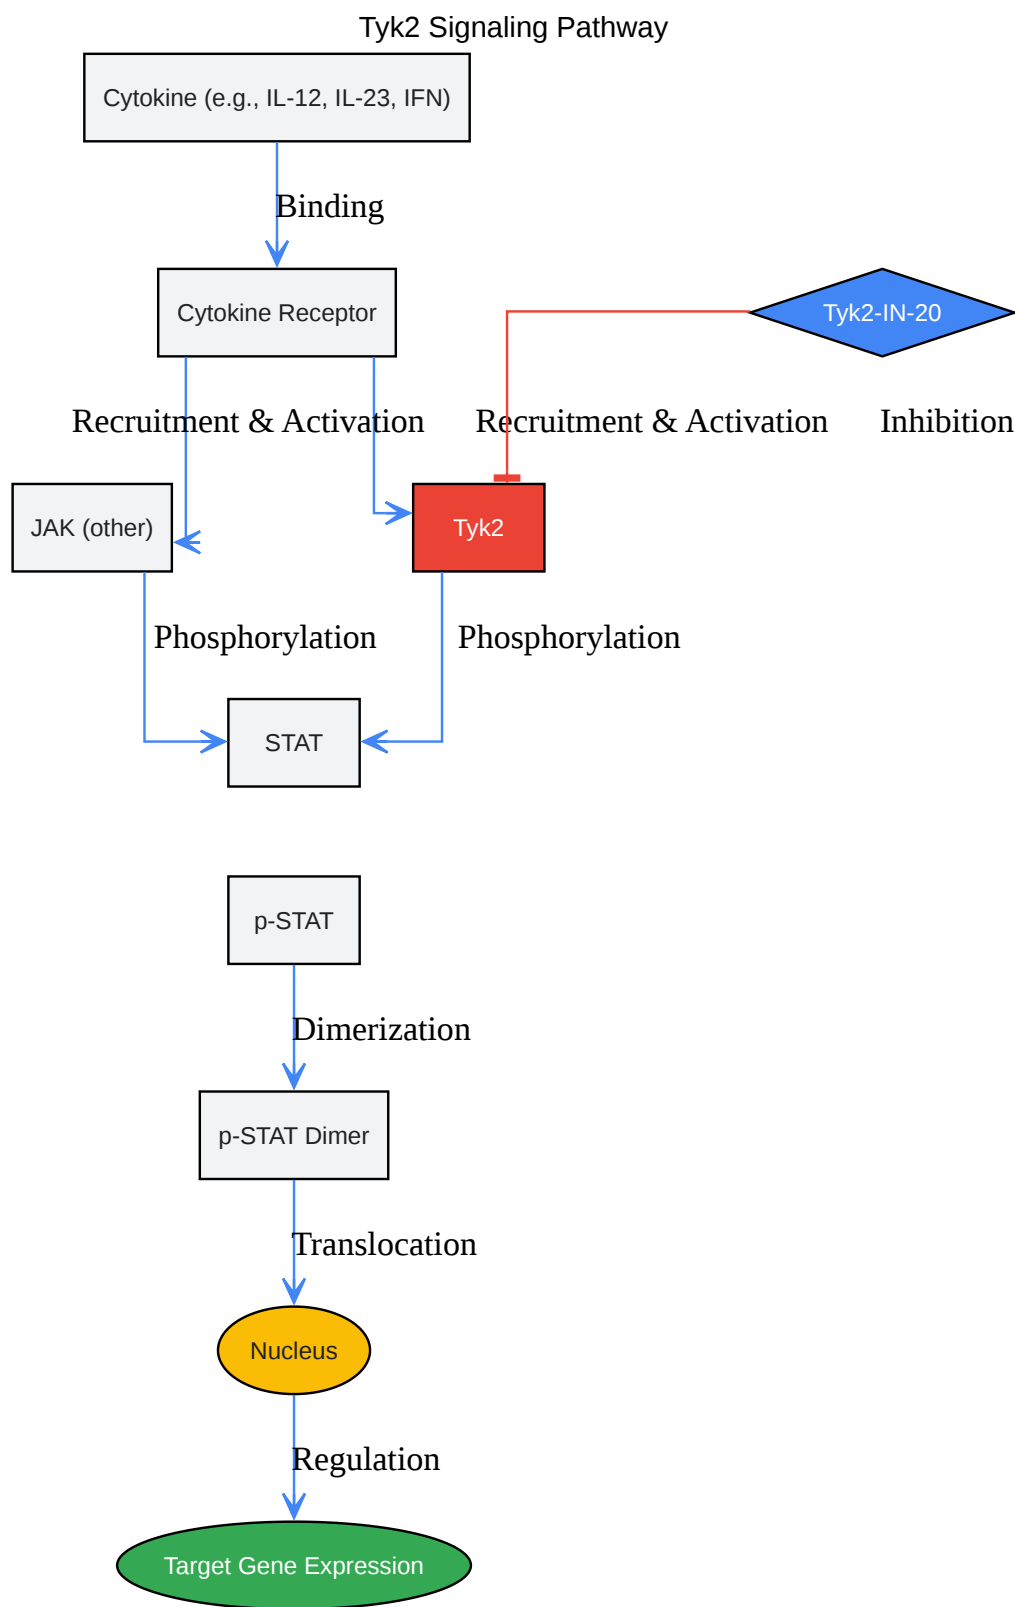 Tyk2 Signaling Pathway
Cytokine (e.g., IL-12, IL-23, IFN)
Binding
Cytokine Receptor
Tyk2-IN-20
Recruitment & Activation
Recruitment & Activation
Inhibition
JAK (other)
Tyk2
Phosphorylation
Phosphorylation
STAT
p-STAT
Dimerization
p-STAT Dimer
Translocation
Nucleus
Regulation
Target Gene Expression